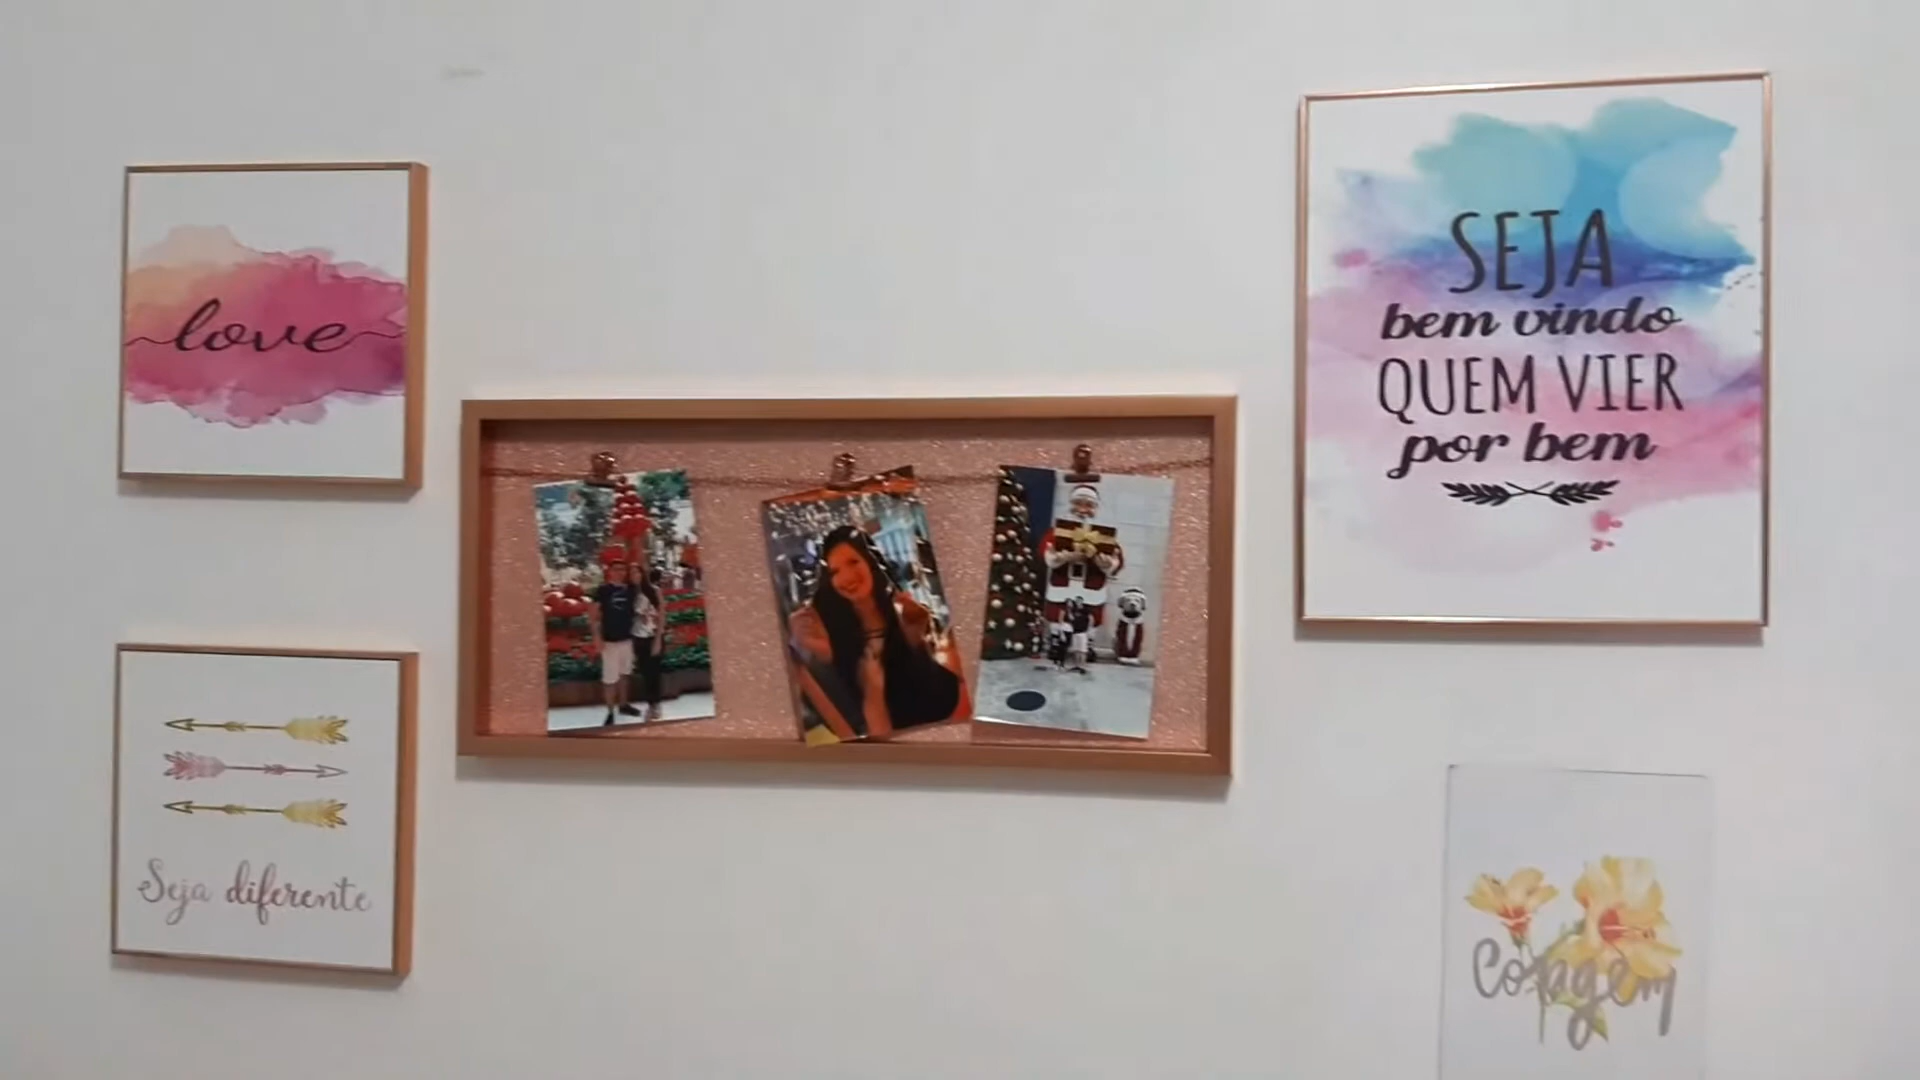 love
SEJA
bem vindo
QUEM VIER
por bem
Seja diferente
Coragem